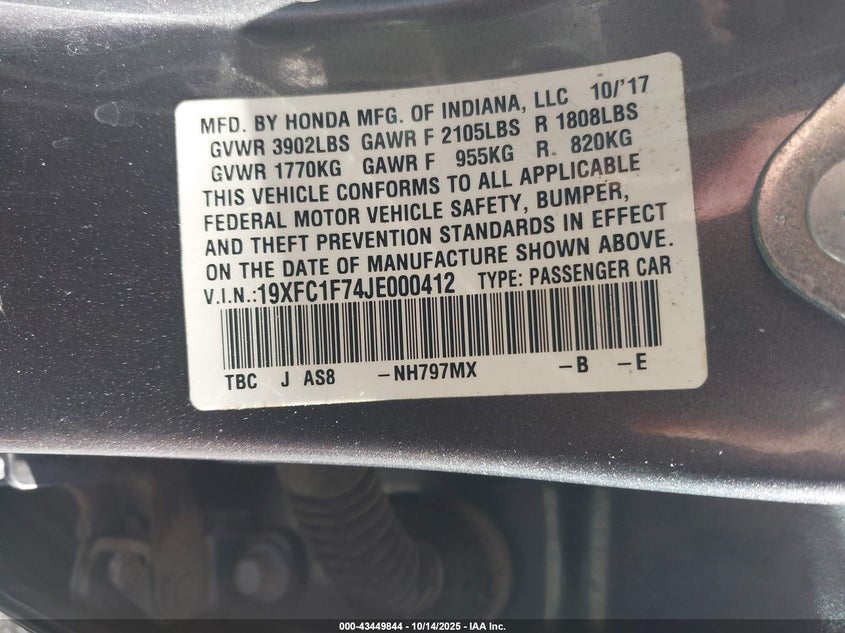 MFD. BY HONDA MFG. OF INDIANA, LLC 10/'17
GVWR 3902LBS GAWR F 2105LBS R 1808LBS
GVWR 1770KG GAWR F 955KG R. 820KG
THIS VEHICLE CONFORMS TO ALL APPLICABLE
FEDERAL MOTOR VEHICLE SAFETY, BUMPER,
AND THEFT PREVENTION STANDARDS IN EFFECT
ON THE DATE OF MANUFACTURE SHOWN ABOVE.
V.I.N.:19XFC1F74JE000412 TYPE: PASSENGER CAR
TBC J AS8 –NH797MX –B –E
000-43449844 | 10/14/2025 – IAA Inc.